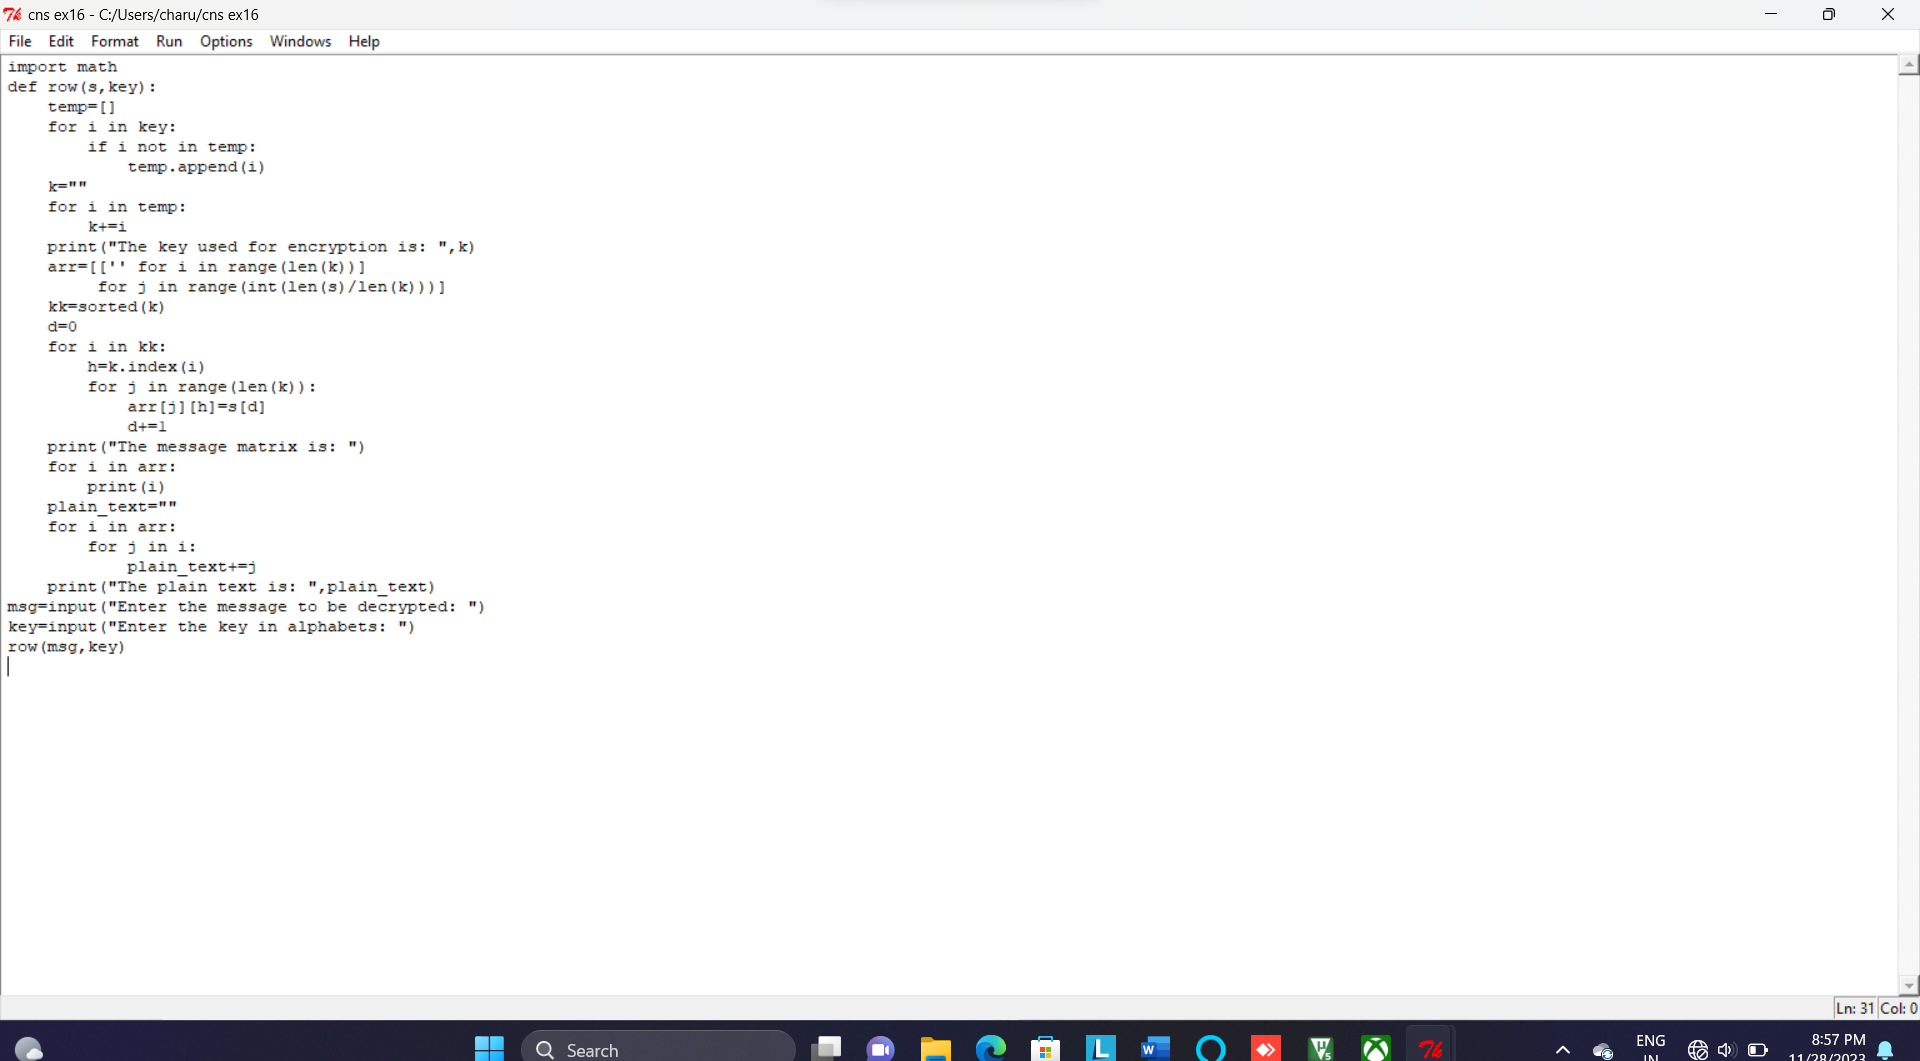 cns ex16 - C:/Users/charu/cns ex16
File Edit Format Run Options Windows Help
import math
def row(s,key):
    temp=[]
    for i in key:
        if i not in temp:
            temp.append(i)
    k=""
    for i in temp:
        k+=i
    print("The key used for encryption is: ",k)
    arr=[['' for i in range(len(k))]
         for j in range(int(len(s)/len(k)))]
    kk=sorted(k)
    d=0
    for i in kk:
        h=k.index(i)
        for j in range(len(k)):
            arr[j][h]=s[d]
            d+=1
    print("The message matrix is: ")
    for i in arr:
        print(i)
    plain_text=""
    for i in arr:
        for j in i:
            plain_text+=j
    print("The plain text is: ",plain_text)
msg=input("Enter the message to be decrypted: ")
key=input("Enter the key in alphabets: ")
row(msg,key)
Ln: 31 Col: 0
Search
ENG
IN
8:57 PM
11/28/2023